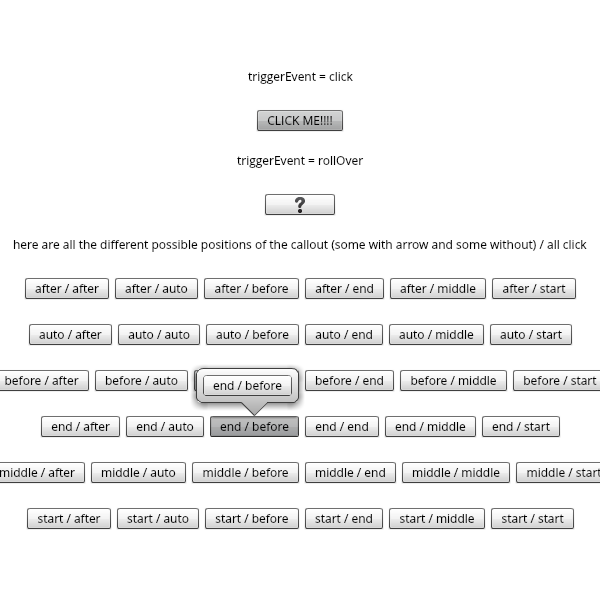 triggerEvent = click
CLICK ME!!!!
triggerEvent = rollOver
?
here are all the different possible positions of the callout (some with arrow and some without) / all click
after / after after / auto after / before after / end after / middle after / start
auto / after auto / auto auto / before auto / end auto / middle auto / start
before / after before / auto end / before before / end before / middle before / start
end / after end / auto end / before end / end end / middle end / start
middle / after middle / auto middle / before middle / end middle / middle middle / start
start / after start / auto start / before start / end start / middle start / start